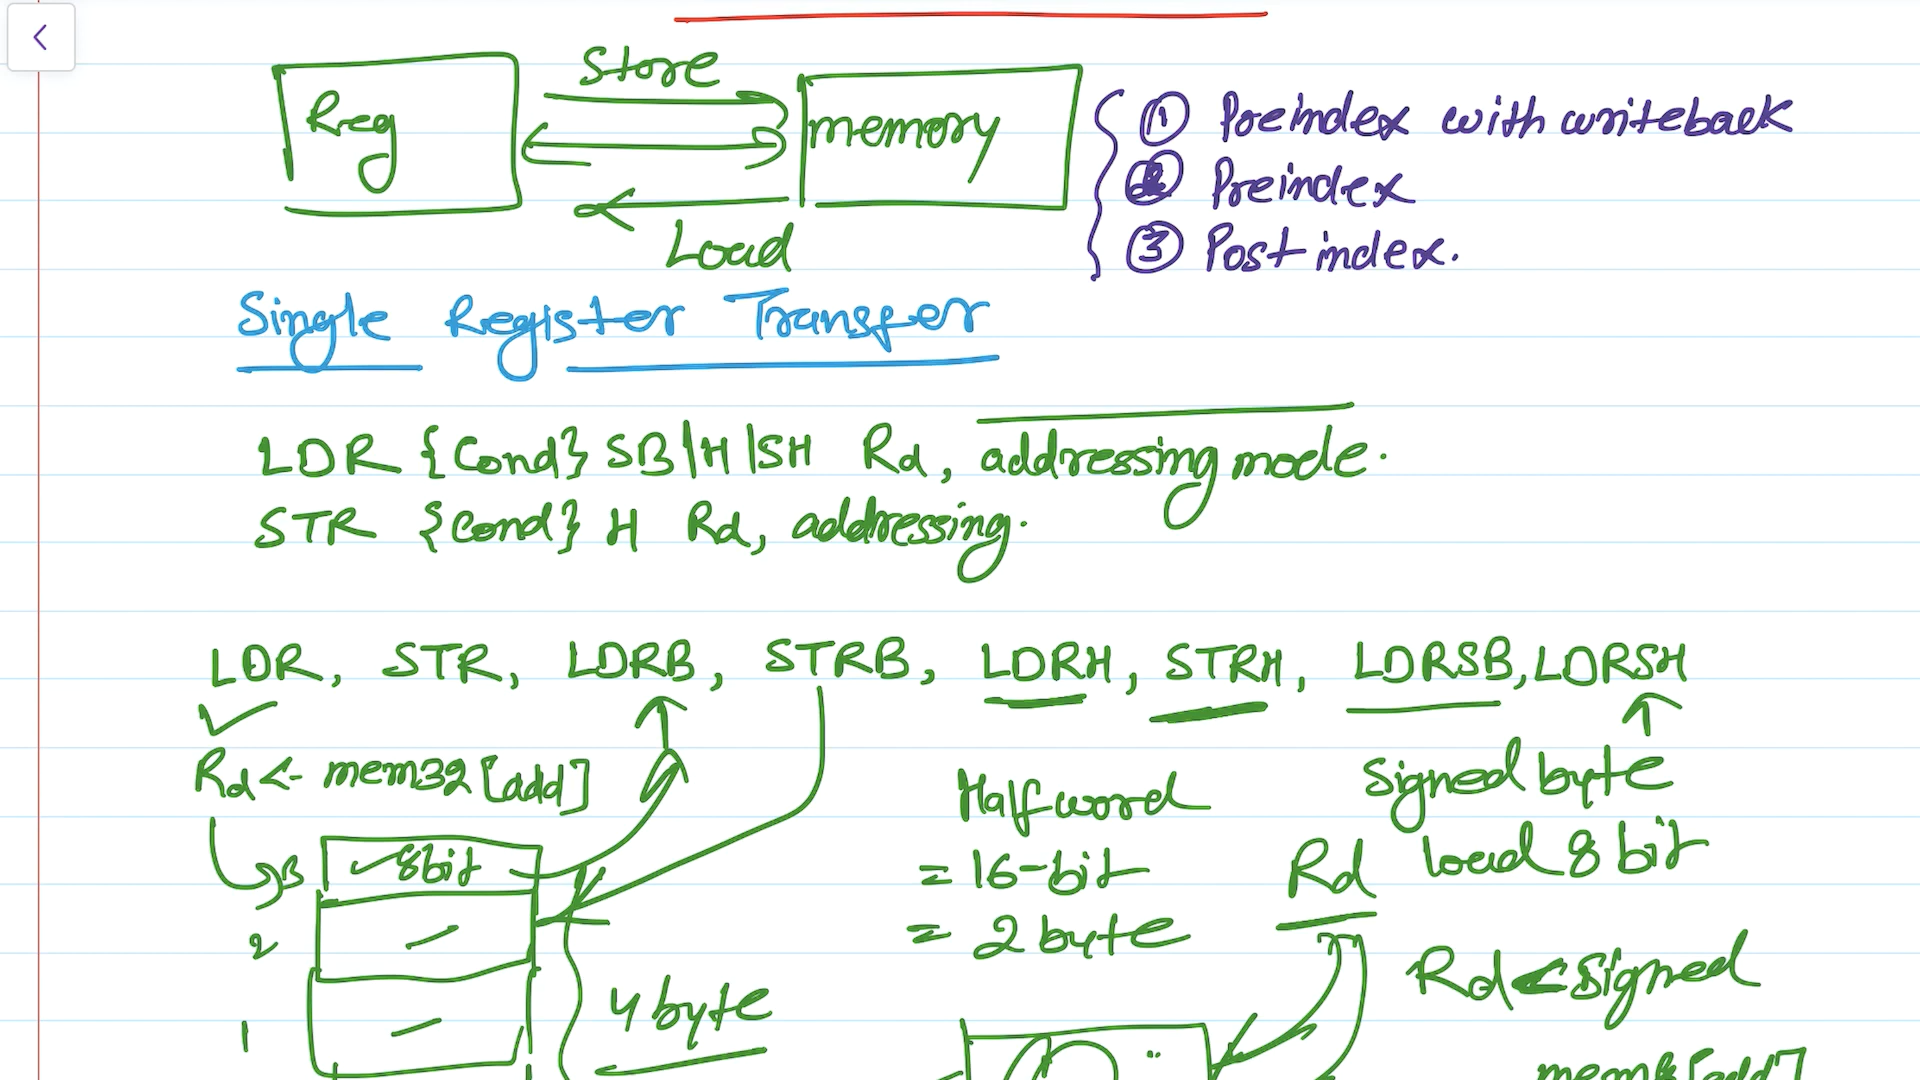 Store
Reg
memory
Load
① Preindex with writeback
② Preindex
③ Post index.
Single Register Transfer
LDR {Cond} SB|H|SH Rd, addressing mode.
STR {Cond} H Rd, addressing.
LDR, STR, LDRB, STRB, LDRH, STRH, LDRSB, LDRSH
Rd <- mem32 [add]
Half word
= 16-bit
= 2 byte
Signed byte
load 8 bit
Rd
3
8bit
2
1
4 byte
Rd < Signed
mem8 [add]